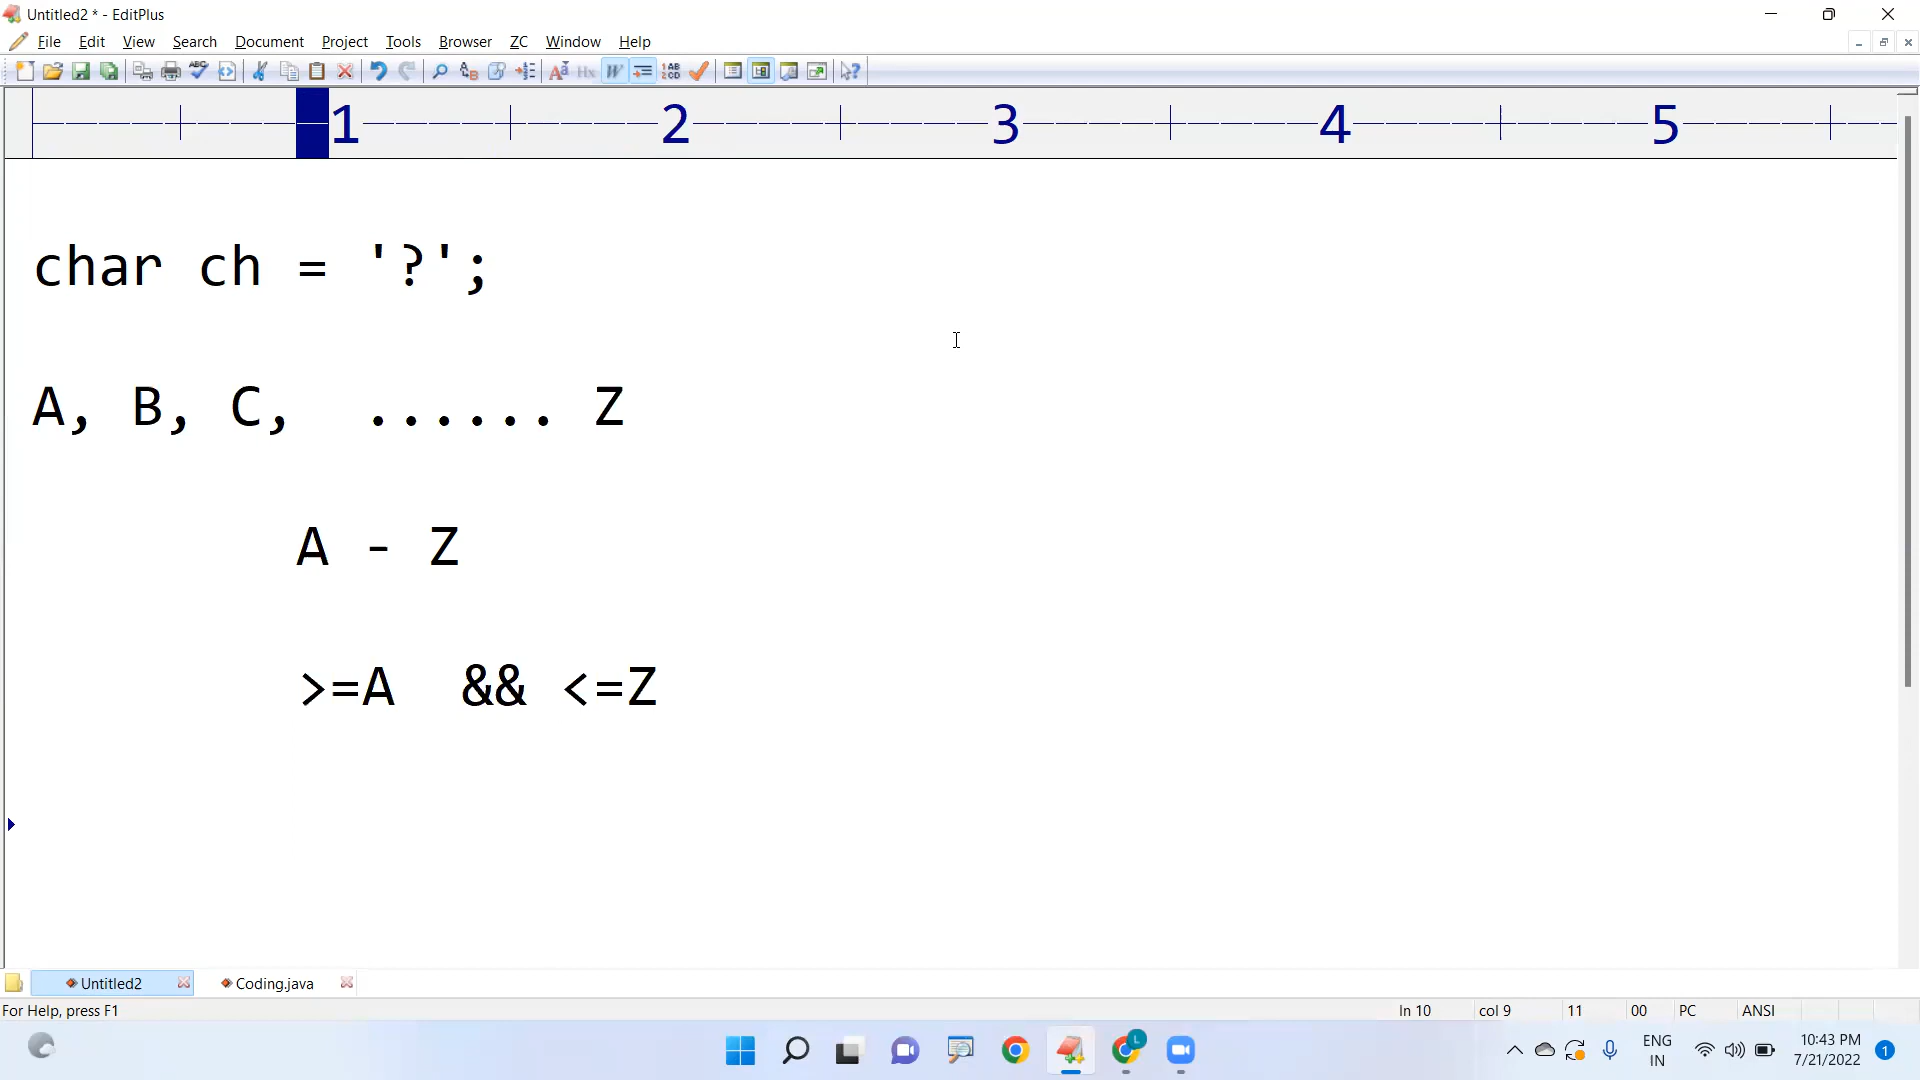 Untitled2 * - EditPlus
File Edit View Search Document Project Tools Browser ZC Window Help
1 2 3 4 5
char ch = '?';
A, B, C,  ...... Z
A - Z
>=A  && <=Z
Untitled2 Coding.java
For Help, press F1 ln 10 col 9 11 00 PC ANSI
L
ENG 10:43 PM
IN 7/21/2022 1